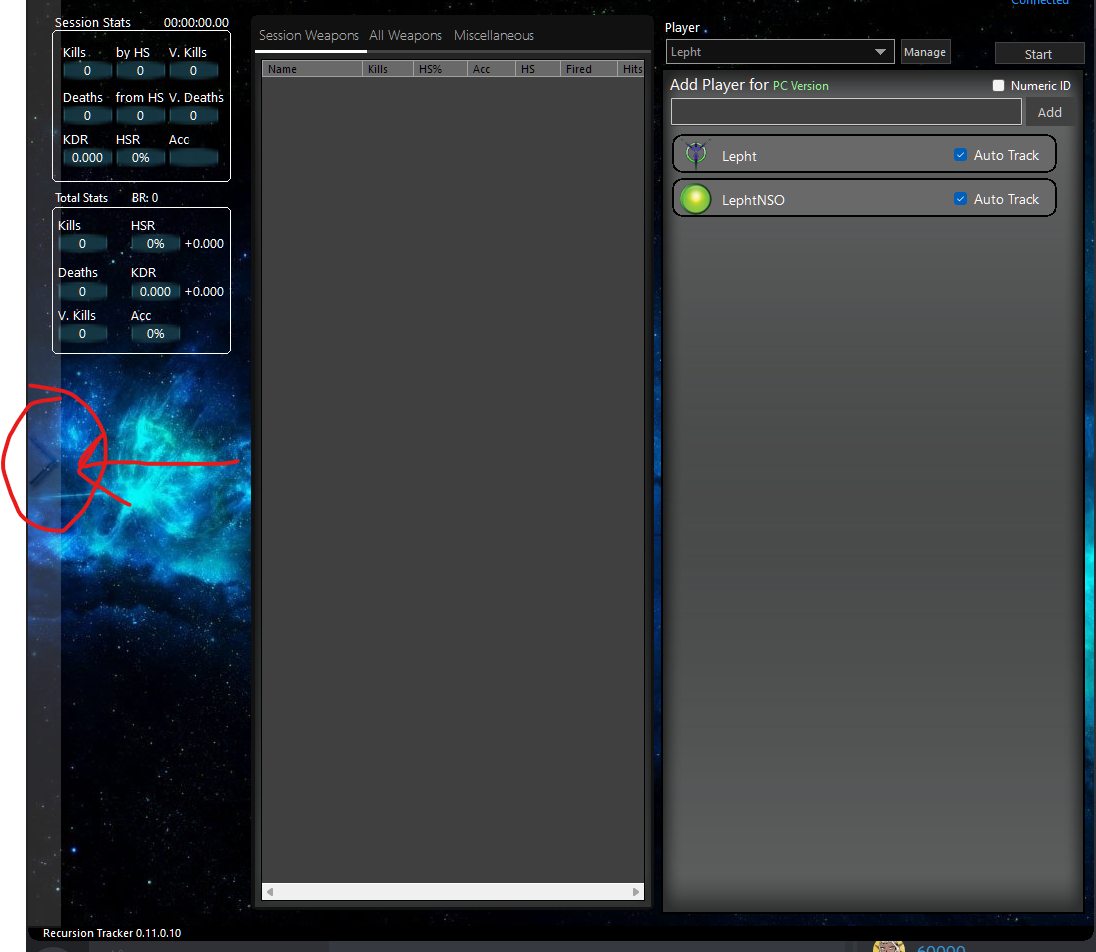 Connected
Session Stats 00:00:00.00
Kills by HS V. Kills
0 0 0
Deaths from HS V. Deaths
0 0 0
KDR HSR Acc
0.000 0%
Total Stats BR: 0
Kills HSR
0 0% +0.000
Deaths KDR
0 0.000 +0.000
V. Kills Acc
0 0%
Session Weapons All Weapons Miscellaneous
Name Kills HS% Acc HS Fired Hits
Player
Lepht Manage Start
Add Player for PC Version Numeric ID
Add
Lepht Auto Track
LephtNSO Auto Track
Recursion Tracker 0.11.0.10
60000